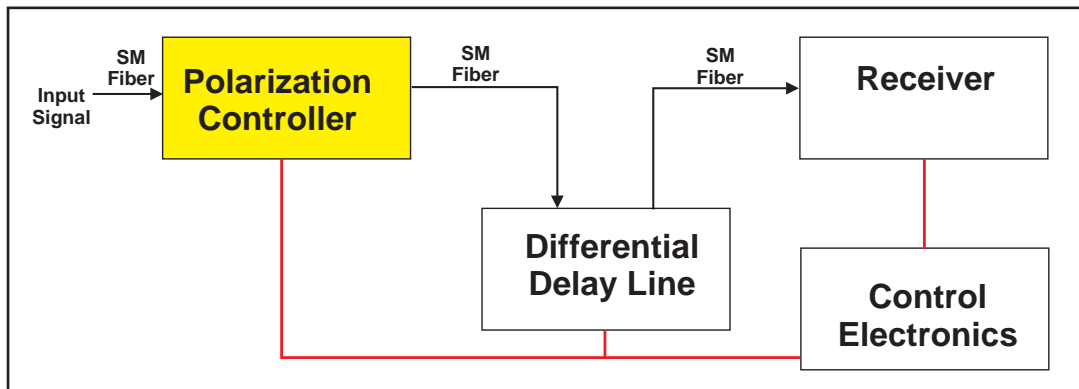 Input
Signal
SM
Fiber
Polarization
Controller
SM
Fiber
Differential
Delay Line
SM
Fiber
Receiver
Control
Electronics